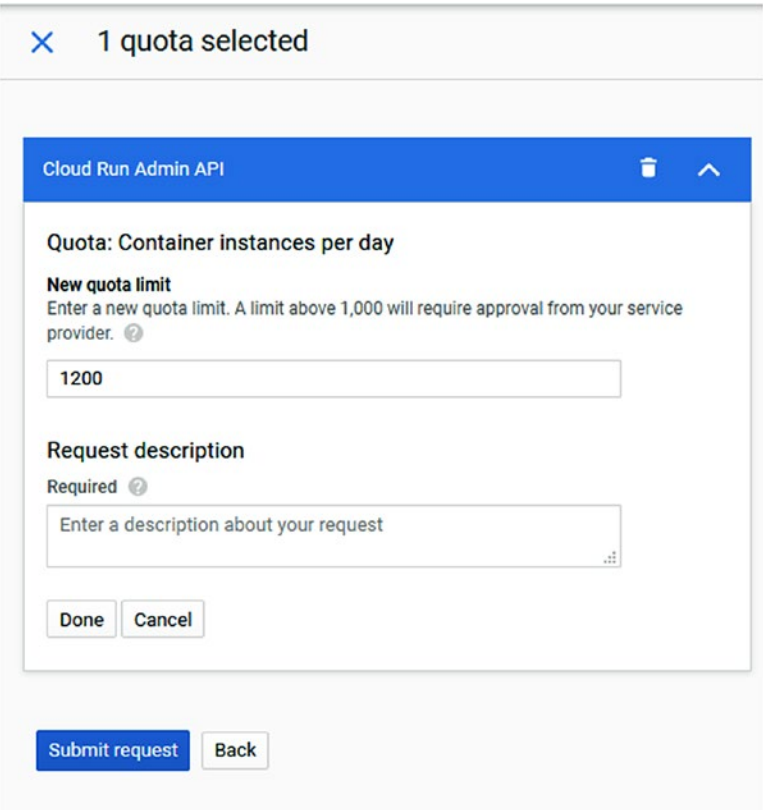 1 quota selected
Cloud Run Admin API
Quota: Container instances per day
New quota limit
Enter a new quota limit. A limit above 1,000 will require approval from your service
provider.
1200
Request description
Required
Enter a description about your request
Done Cancel
Submit request Back